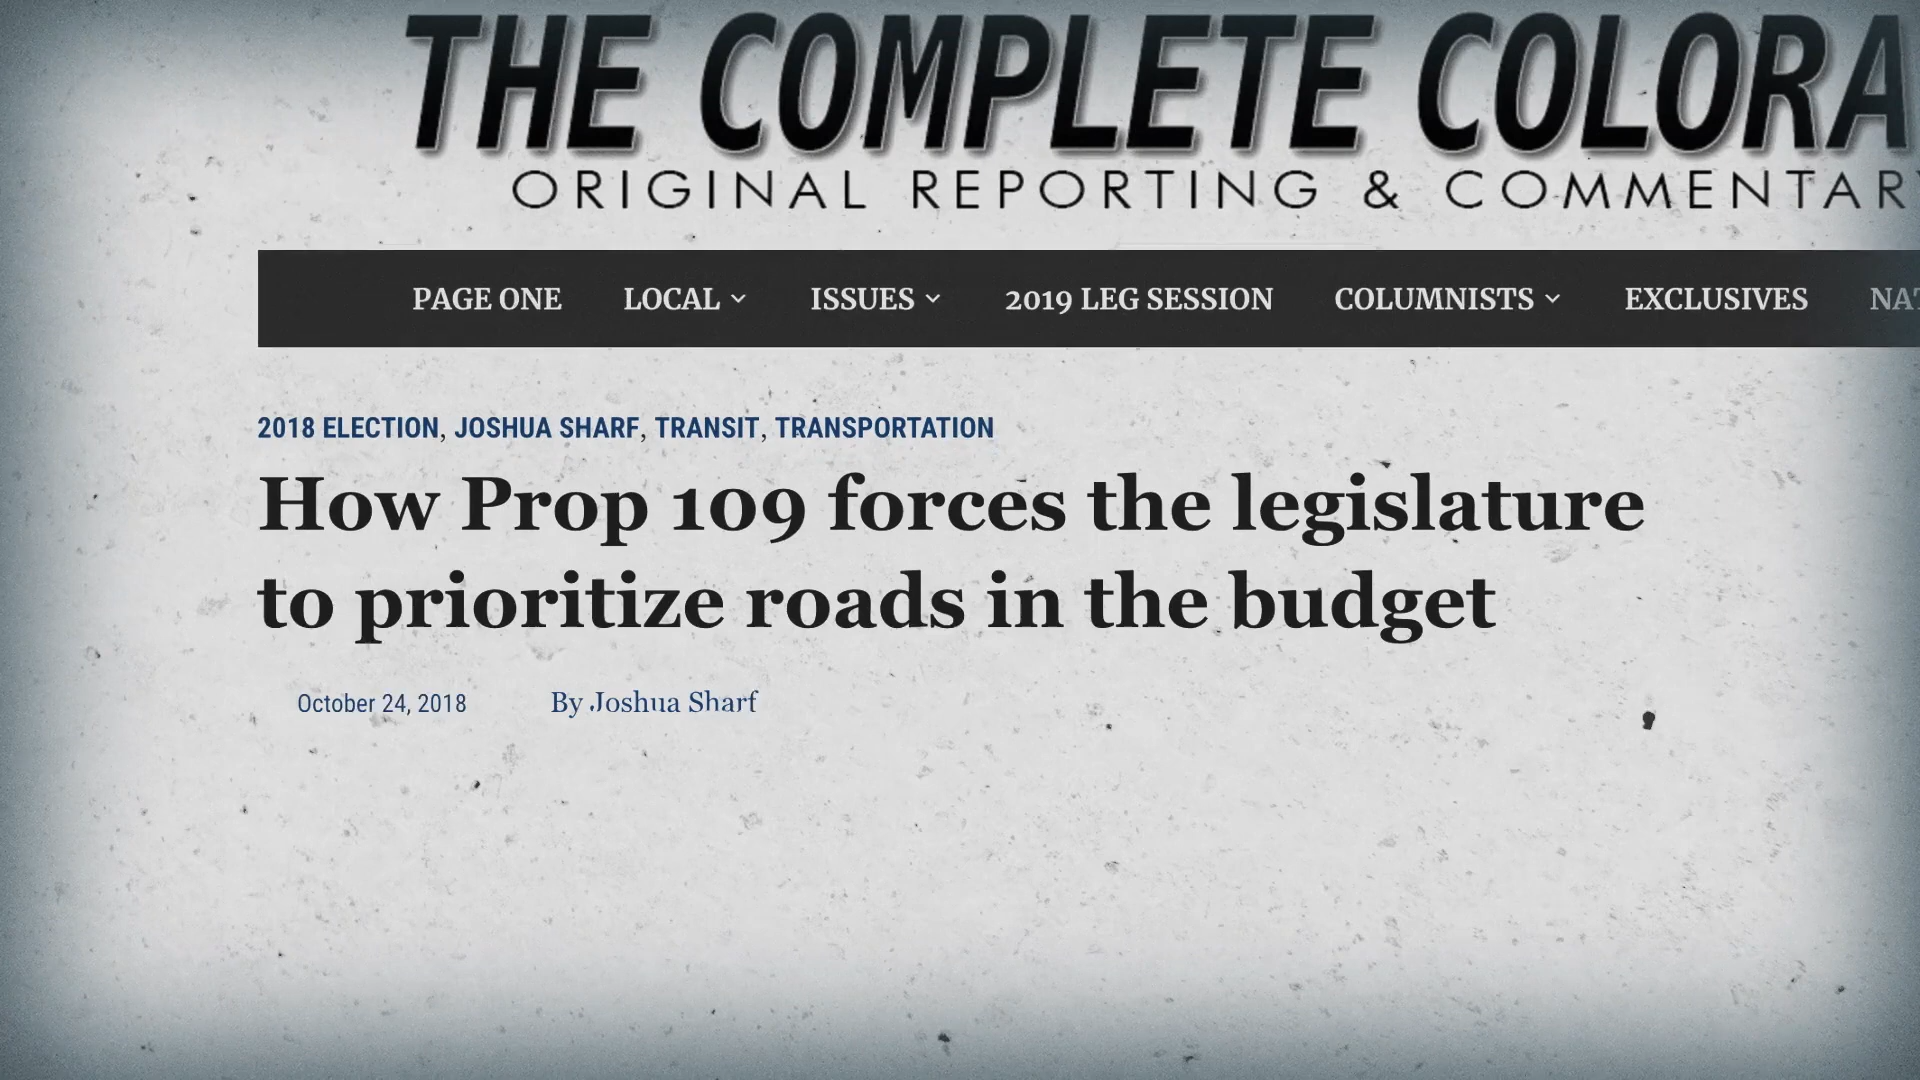 THE COMPLETE COLORA
ORIGINAL REPORTING & COMMENTARY
PAGE ONE LOCAL ISSUES 2019 LEG SESSION COLUMNISTS EXCLUSIVES NAT
2018 ELECTION, JOSHUA SHARF, TRANSIT, TRANSPORTATION
How Prop 109 forces the legislature
to prioritize roads in the budget
October 24, 2018 By Joshua Sharf